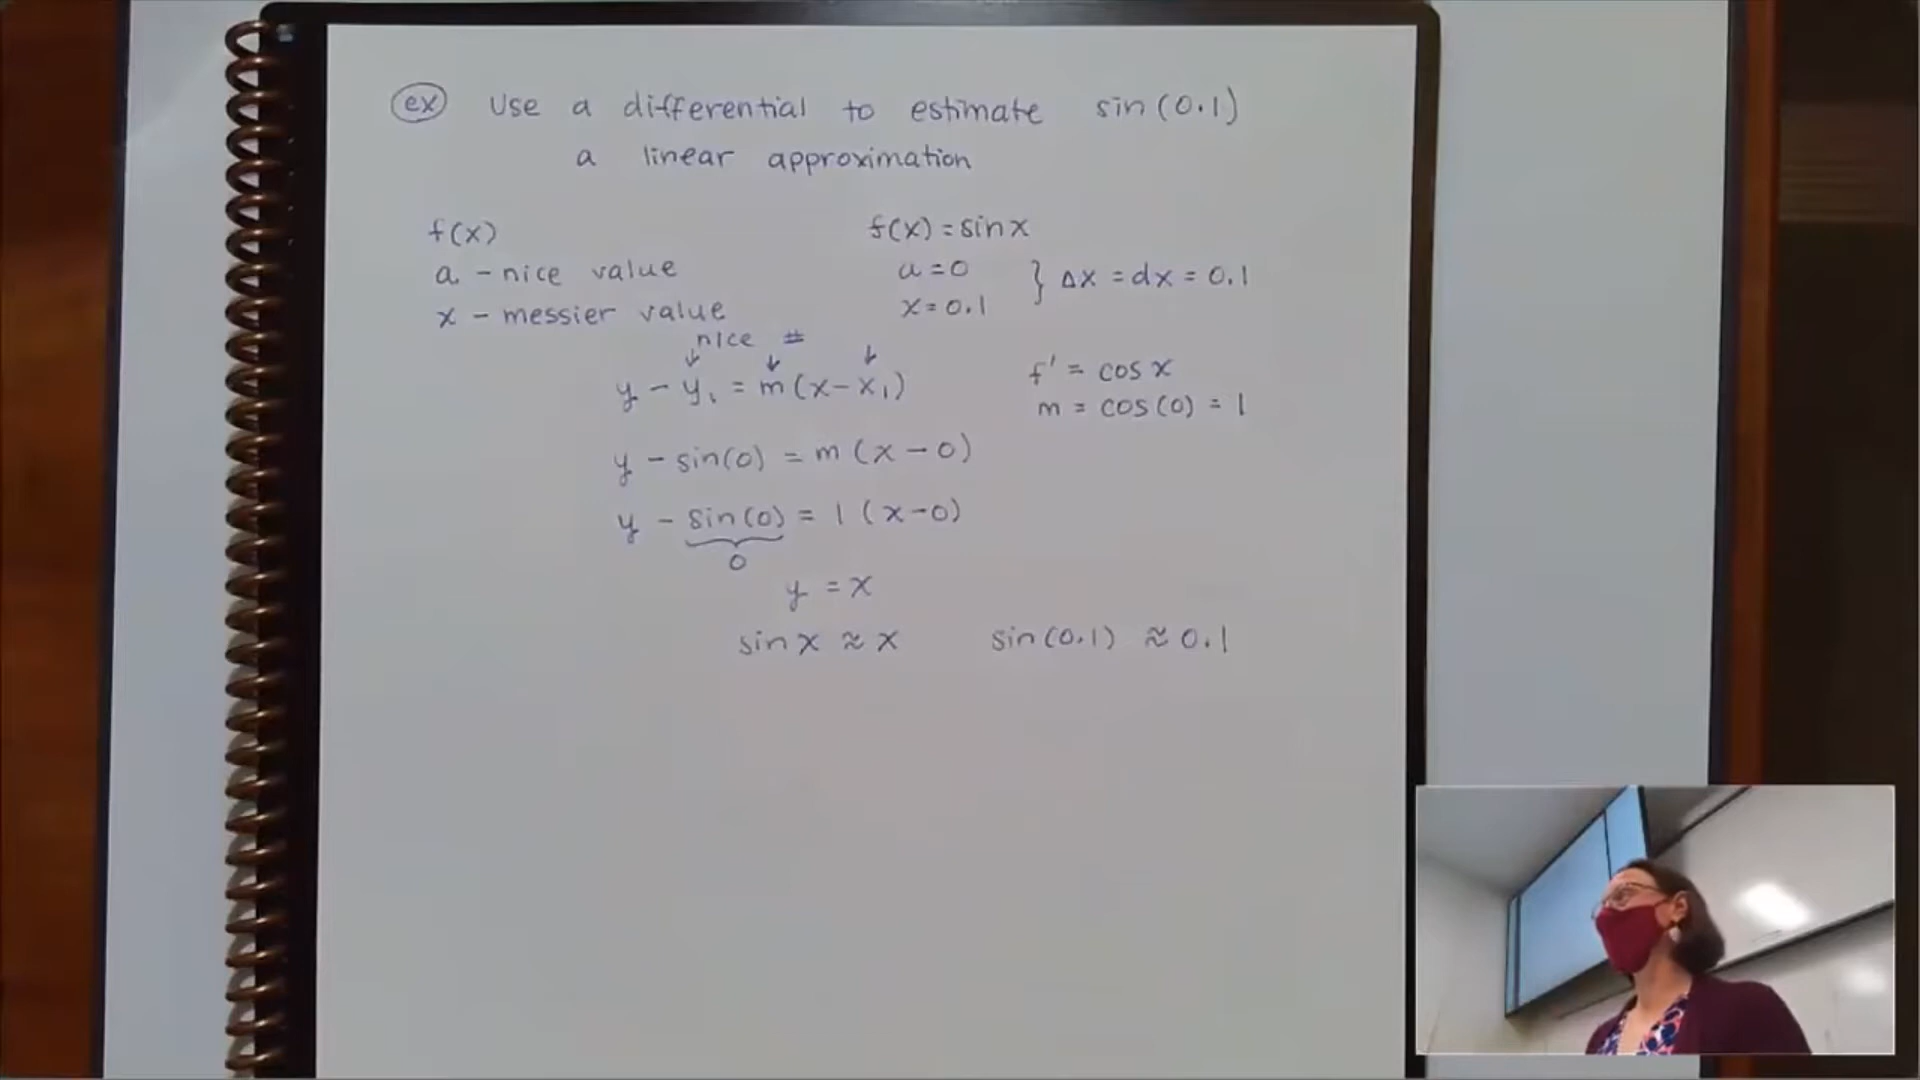 ex Use a differential to estimate sin(0.1)
a linear approximation
f(x)
a - nice value
x - messier value
f(x) = sin x
a = 0
x = 0.1
} Δx = dx = 0.1
nice #
↓ ↓ ↓
y - y₁ = m(x - x₁)
f' = cos x
m = cos(0) = 1
y - sin(0) = m(x - 0)
y - sin(0) = 1(x - 0)
0
y = x
sin x ≈ x sin(0.1) ≈ 0.1